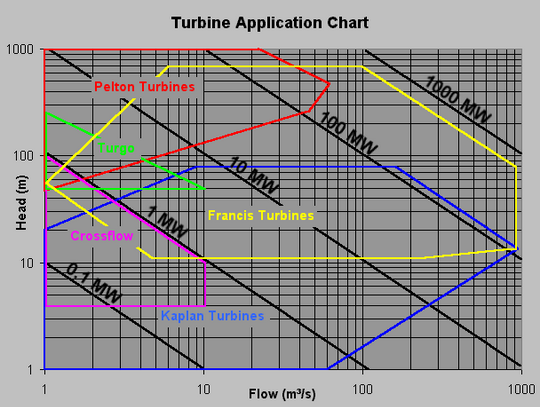 Turbine Application Chart
1000
Pelton Turbines
1000 MW
100 MW
Turgo
100
10 MW
Head (m)
Francis Turbines
1 MW
Crossflow
10
0.1 MW
Kaplan Turbines
1
1
10
100
1000
Flow (m³/s)